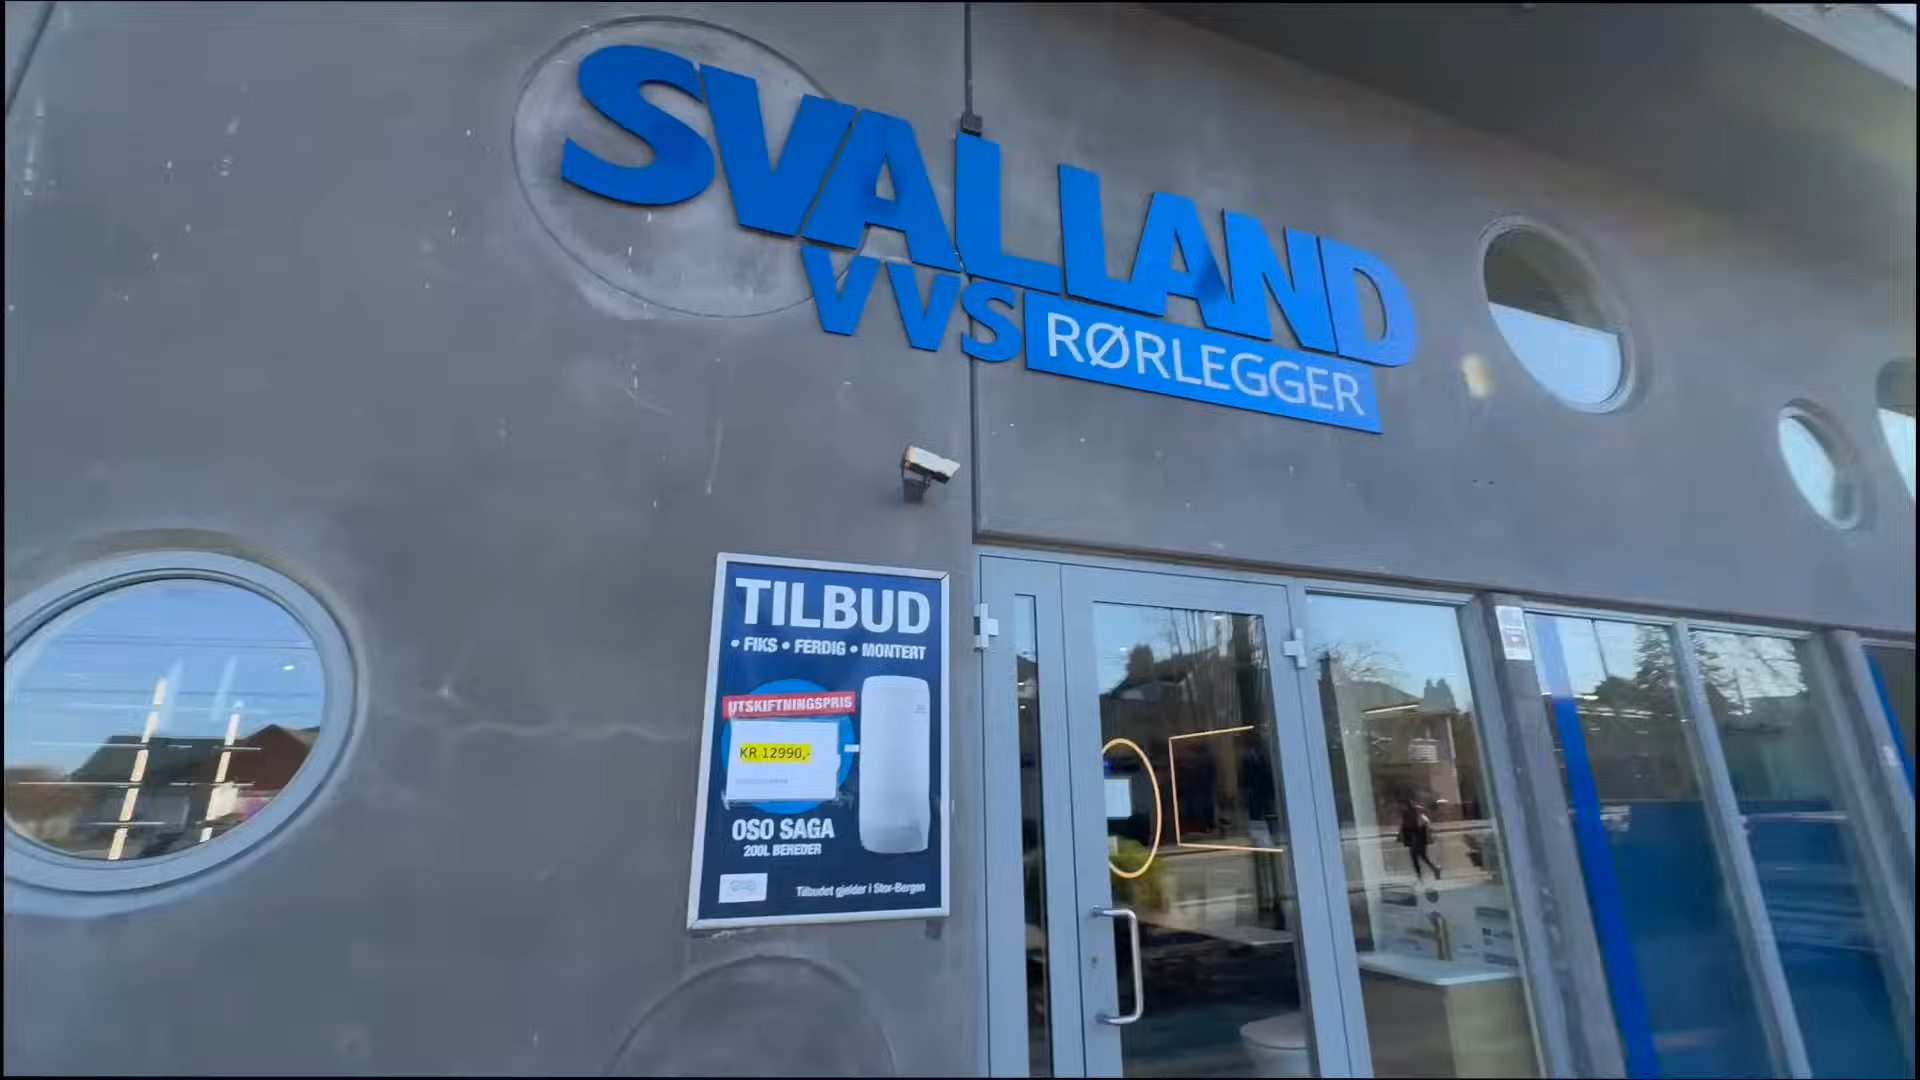 SVALLAND
VVS RØRLEGGER
TILBUD
• FIKS • FERDIG • MONTERT
UTSKIFTNINGSPRIS
KR 12990,-
OSO SAGA
200L BEREDER
Tilbudet gjelder i Stor-Bergen